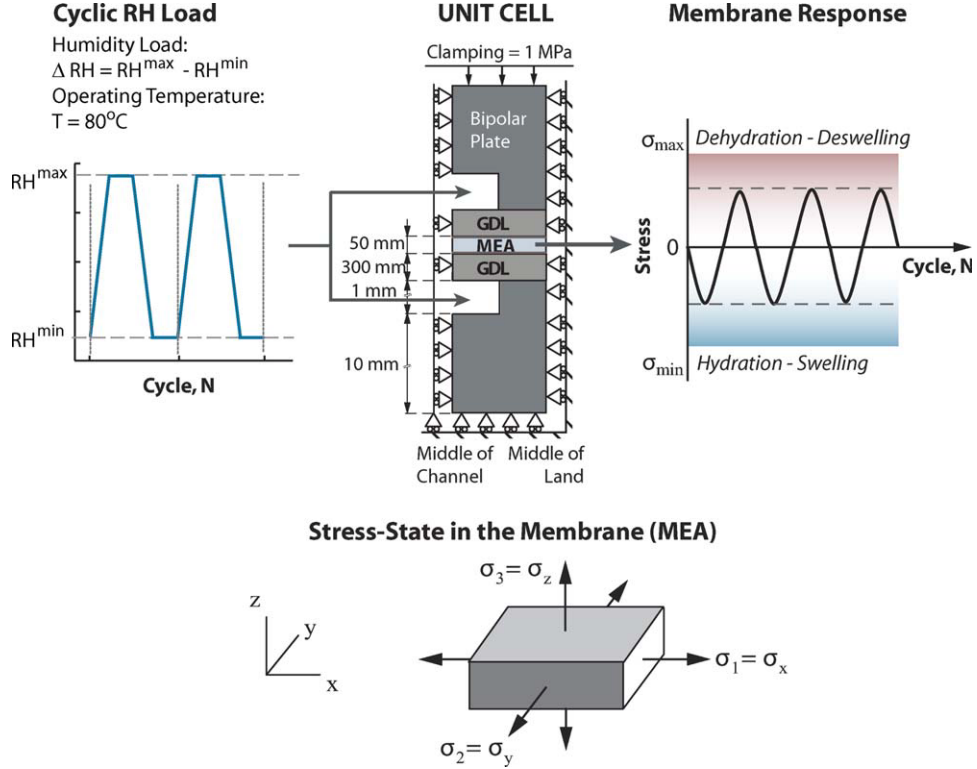 Cyclic RH Load
Humidity Load:
Δ RH = RH^max - RH^min
Operating Temperature:
T = 80°C
RH^max
RH^min
Cycle, N
UNIT CELL
Clamping = 1 MPa
Bipolar
Plate
GDL
50 mm
MEA
300 mm
GDL
1 mm
10 mm
Middle of
Channel
Middle of
Land
Membrane Response
σmax
Dehydration - Deswelling
Stress
0
Cycle, N
σmin
Hydration - Swelling
Stress-State in the Membrane (MEA)
z
y
x
σ3 = σz
σ1 = σx
σ2 = σy